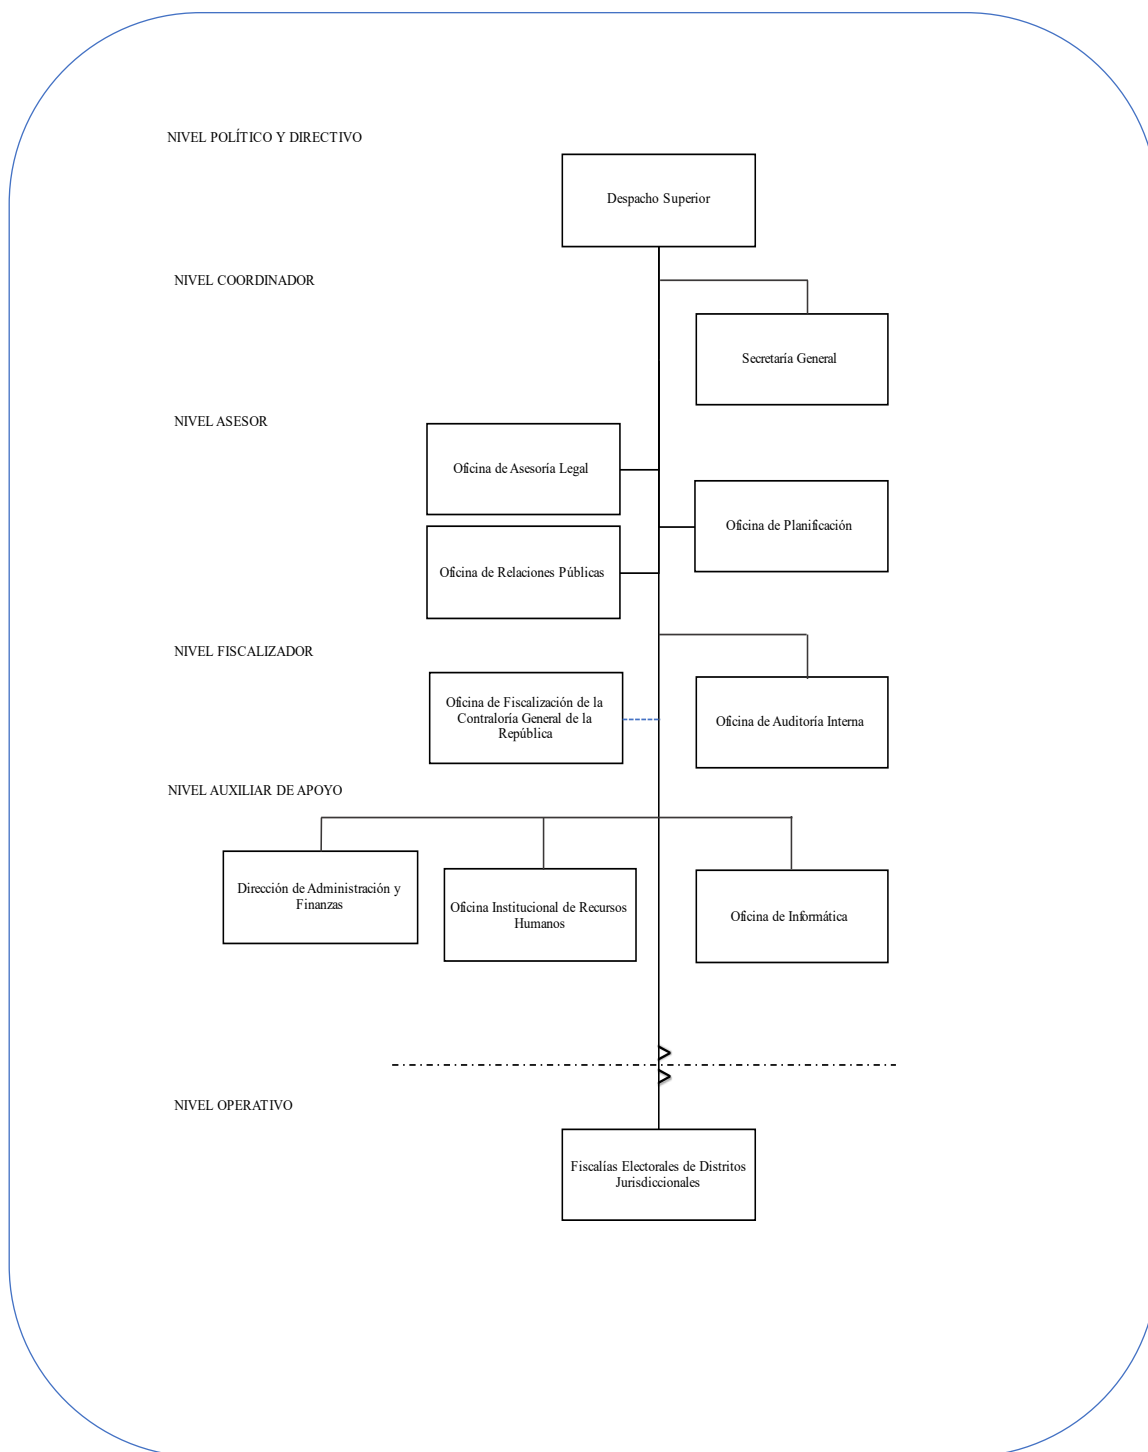 NIVEL POLÍTICO Y DIRECTIVO
Despacho Superior
NIVEL COORDINADOR
Secretaría General
NIVEL ASESOR
Oficina de Asesoría Legal
Oficina de Planificación
Oficina de Relaciones Públicas
NIVEL FISCALIZADOR
Oficina de Fiscalización de la
Contraloría General de la
República
Oficina de Auditoría Interna
NIVEL AUXILIAR DE APOYO
Dirección de Administración y
Finanzas
Oficina Institucional de Recursos
Humanos
Oficina de Informática
NIVEL OPERATIVO
Fiscalías Electorales de Distritos
Jurisdiccionales